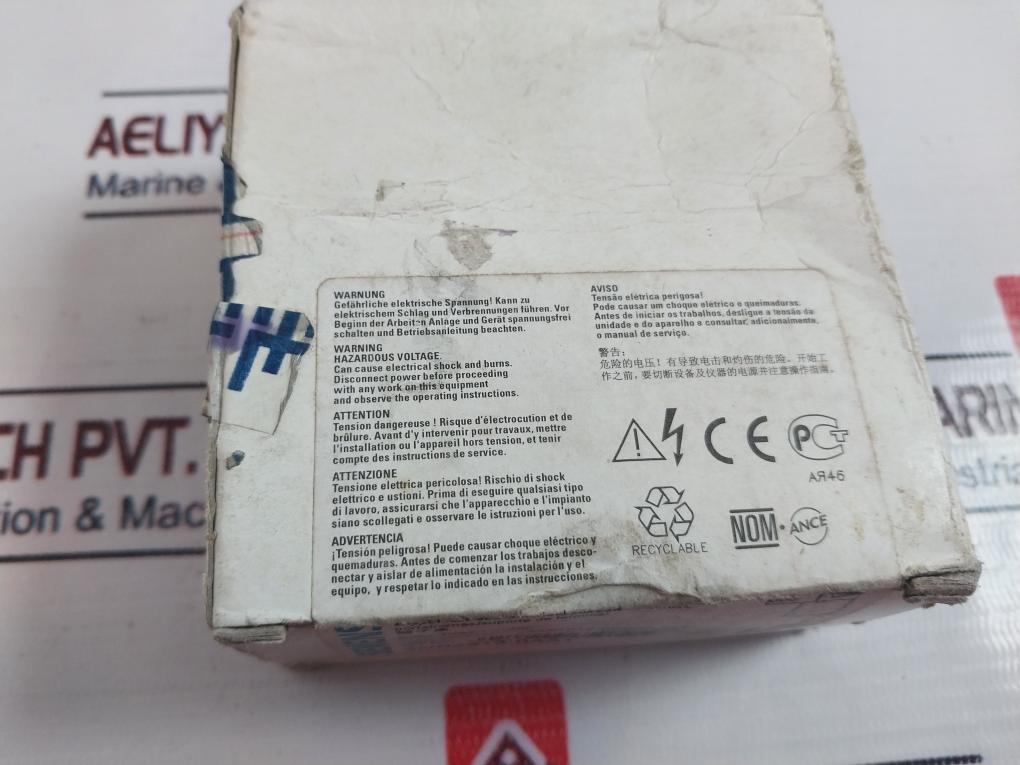 AELIY
Marine
CH PVT.
tion & Mac
ARIN
WARNUNG
Gefährliche elektrische Spannung! Kann zu
elektrischem Schlag und Verbrennungen führen. Vor
Beginn der Arbeiten Anlage und Gerät spannungsfrei
schalten und Betriebsanleitung beachten.
WARNING
HAZARDOUS VOLTAGE.
Can cause electrical shock and burns.
Disconnect power before proceeding
with any work on this equipment
and observe the operating instructions.
ATTENTION
Tension dangereuse ! Risque d'électrocution et de
brûlure. Avant d'y intervenir pour travaux, mettre
l'installation ou l'appareil hors tension, et tenir
compte des instructions de service.
ATTENZIONE
Tensione elettrica pericolosa! Rischio di shock
elettrico e ustioni. Prima di eseguire qualsiasi tipo
di lavoro, assicurarsi che l'apparecchio e l'impianto
siano scollegati e osservare le istruzioni per l'uso.
ADVERTENCIA
¡Tensión peligrosa! Puede causar choque eléctrico y
quemaduras. Antes de comenzar los trabajos desco-
nectar y aislar de alimentación la instalación y el
equipo, y respetar lo indicado en las instrucciones.
AVISO
Tensão elétrica perigosa!
Pode causar um choque elétrico e queimaduras.
Antes de iniciar os trabalhos, desligue a tensão da
unidade e do aparelho e consultar, adicionalmente,
o manual de serviço.
警告:
危险的电压! 有导致电击和灼伤的危险。开始工
作之前, 要切断设备及仪器的电源并注意操作指南。
CE
PCT
АЯ46
RECYCLABLE
NOM · ANCE